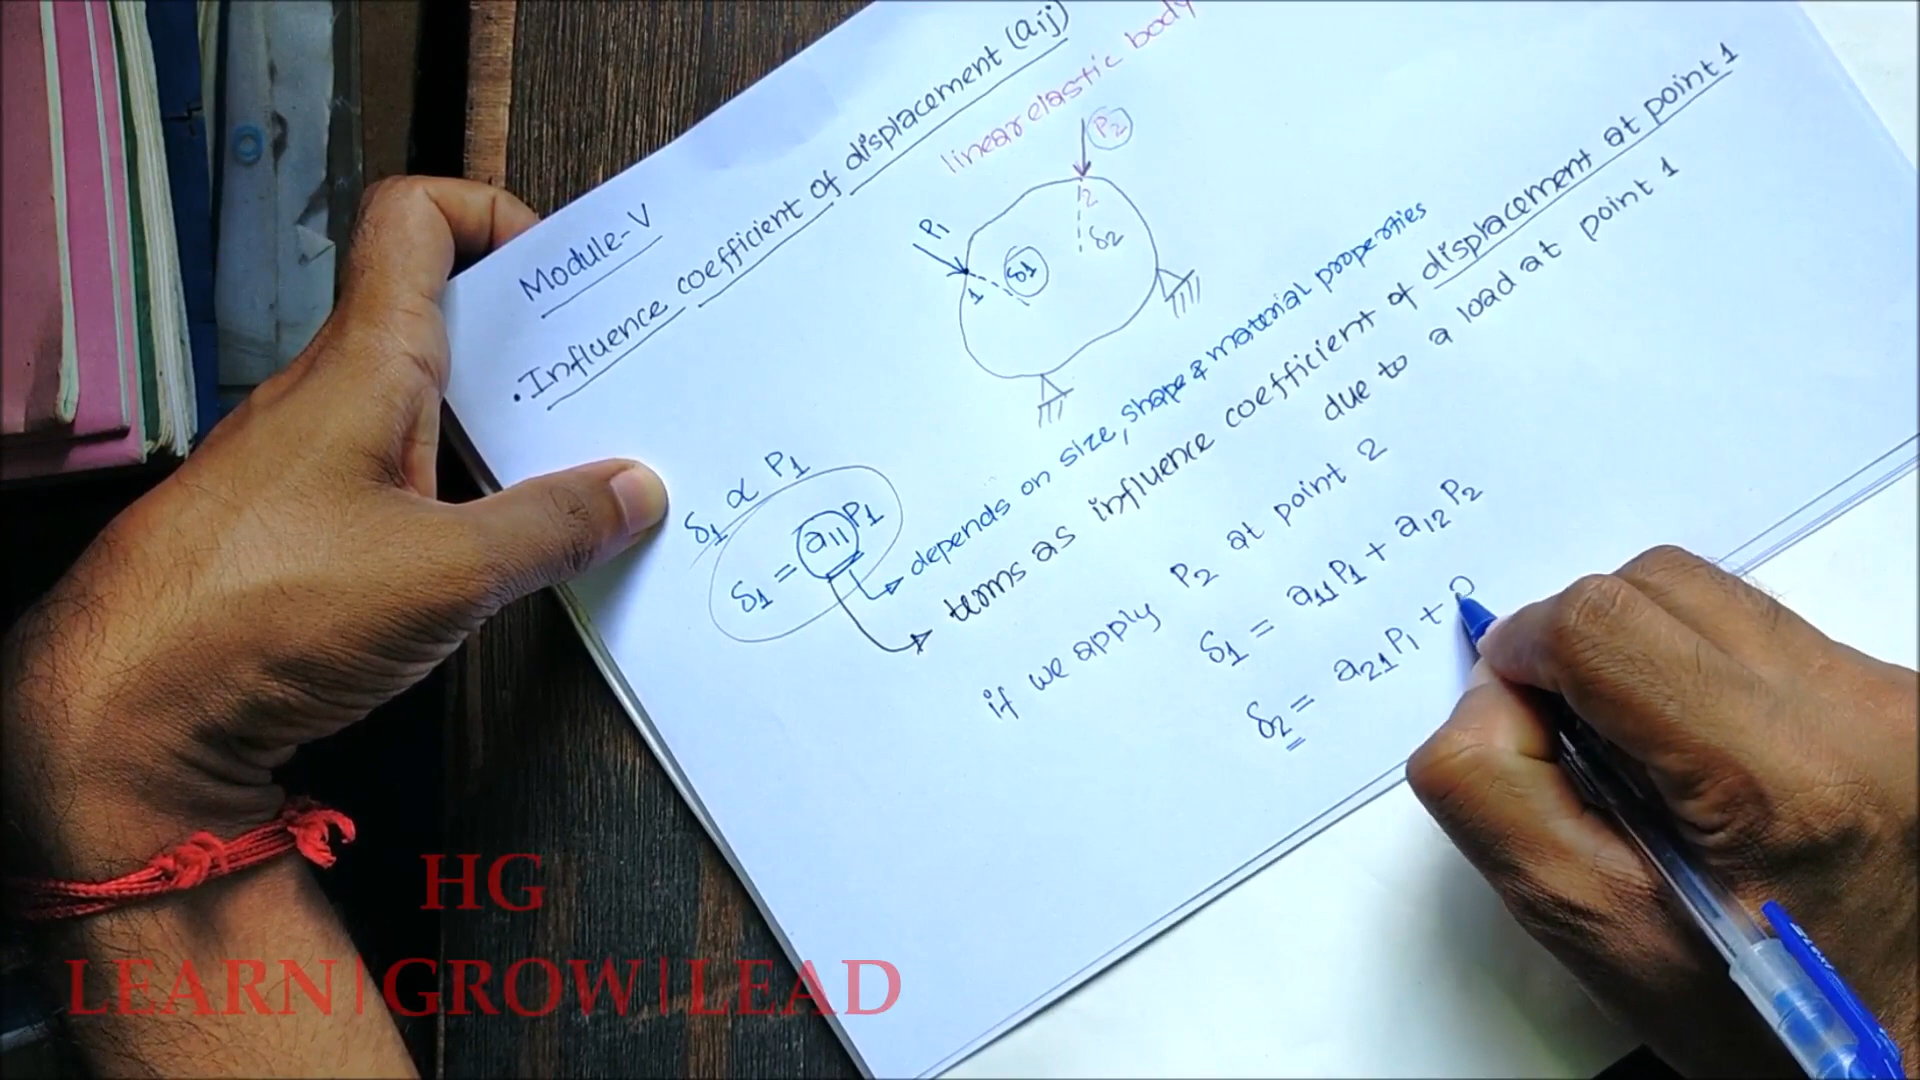 Module-V
. Influence coefficient of displacement (aij)
linear elastic body
P2
P1
2
1
δ1
δ2
δ1 ∝ P1
δ1 = a11 P1
depends on size, shape & material properties
terms as influence coefficient of displacement at point 1
due to a load at point 1
if we apply P2 at point 2
δ1 = a11 P1 + a12 P2
δ2 = a21 P1 +
HG
LEARN|GROW|LEAD